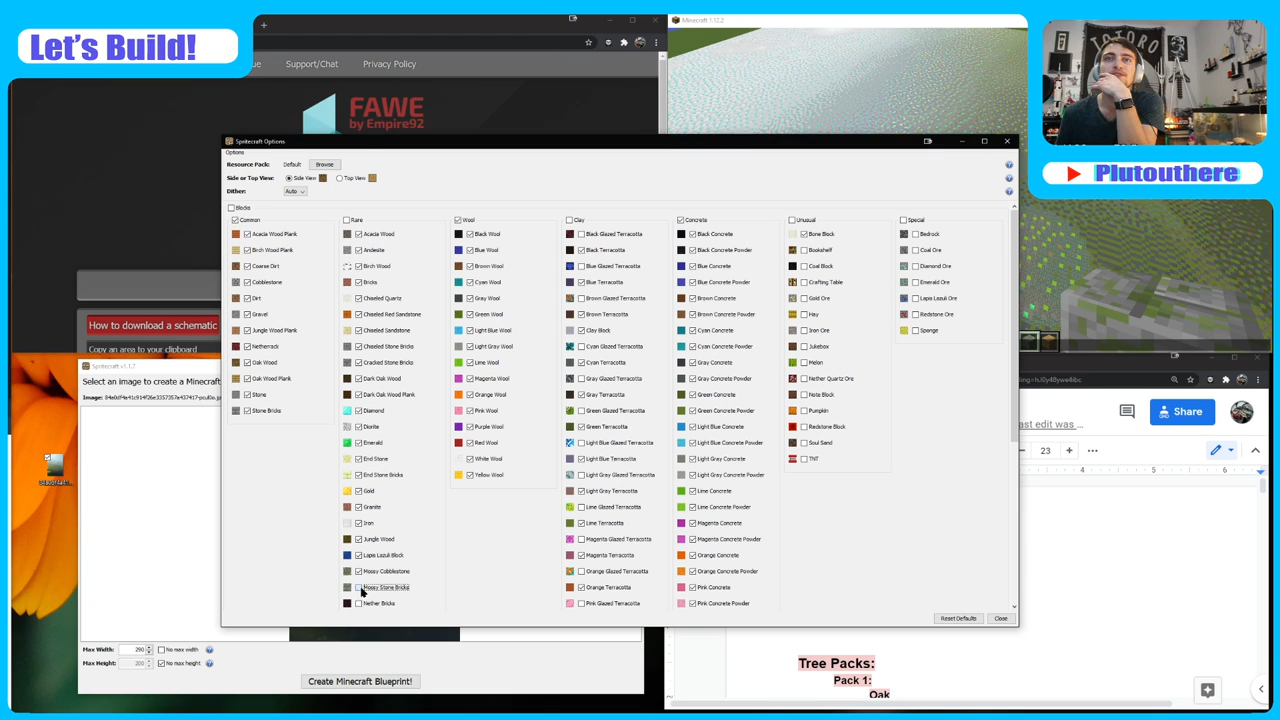 Let's Build!
ue
Support/Chat
Privacy Policy
FAWE
by Empire92
Minecraft 1.12.2
TOTORO
Plutouthere
Spritecraft Options
Options
Resource Pack:
Default
Browse
Side or Top View:
Side View
Top View
Dither:
Auto
Blocks
Common
Acacia Wood Plank
Birch Wood Plank
Coarse Dirt
Cobblestone
Dirt
Gravel
Jungle Wood Plank
Netherrack
Oak Wood
Oak Wood Plank
Stone
Stone Bricks
Rare
Acacia Wood
Andesite
Birch Wood
Bricks
Chiseled Quartz
Chiseled Red Sandstone
Chiseled Sandstone
Chiseled Stone Bricks
Cracked Stone Bricks
Dark Oak Wood
Dark Oak Wood Plank
Diamond
Diorite
Emerald
End Stone
End Stone Bricks
Gold
Granite
Iron
Jungle Wood
Lapis Lazuli Block
Mossy Cobblestone
Mossy Stone Bricks
Nether Bricks
Wool
Black Wool
Blue Wool
Brown Wool
Cyan Wool
Gray Wool
Green Wool
Light Blue Wool
Light Gray Wool
Lime Wool
Magenta Wool
Orange Wool
Pink Wool
Purple Wool
Red Wool
White Wool
Yellow Wool
Clay
Black Glazed Terracotta
Black Terracotta
Blue Glazed Terracotta
Blue Terracotta
Brown Glazed Terracotta
Brown Terracotta
Clay Block
Cyan Glazed Terracotta
Cyan Terracotta
Gray Glazed Terracotta
Gray Terracotta
Green Glazed Terracotta
Green Terracotta
Light Blue Glazed Terracotta
Light Blue Terracotta
Light Gray Glazed Terracotta
Light Gray Terracotta
Lime Glazed Terracotta
Lime Terracotta
Magenta Glazed Terracotta
Magenta Terracotta
Orange Glazed Terracotta
Orange Terracotta
Pink Glazed Terracotta
Concrete
Black Concrete
Black Concrete Powder
Blue Concrete
Blue Concrete Powder
Brown Concrete
Brown Concrete Powder
Cyan Concrete
Cyan Concrete Powder
Gray Concrete
Gray Concrete Powder
Green Concrete
Green Concrete Powder
Light Blue Concrete
Light Blue Concrete Powder
Light Gray Concrete
Light Gray Concrete Powder
Lime Concrete
Lime Concrete Powder
Magenta Concrete
Magenta Concrete Powder
Orange Concrete
Orange Concrete Powder
Pink Concrete
Pink Concrete Powder
Unusual
Bone Block
Bookshelf
Coal Block
Crafting Table
Gold Ore
Hay
Iron Ore
Jukebox
Melon
Nether Quartz Ore
Note Block
Pumpkin
Redstone Block
Soul Sand
TNT
Special
Bedrock
Coal Ore
Diamond Ore
Emerald Ore
Lapis Lazuli Ore
Redstone Ore
Sponge
Reset Defaults
Close
How to download a schematic
Copy an area to your clipboard
Spritecraft v1.1.7
Select an image to create a Minecraft
Image:
Max Width:
290
No max width
Max Height:
200
No max height
Create Minecraft Blueprint!
Share
ast edit was ...
23
4
5
6
Tree Packs:
Pack 1:
Oak